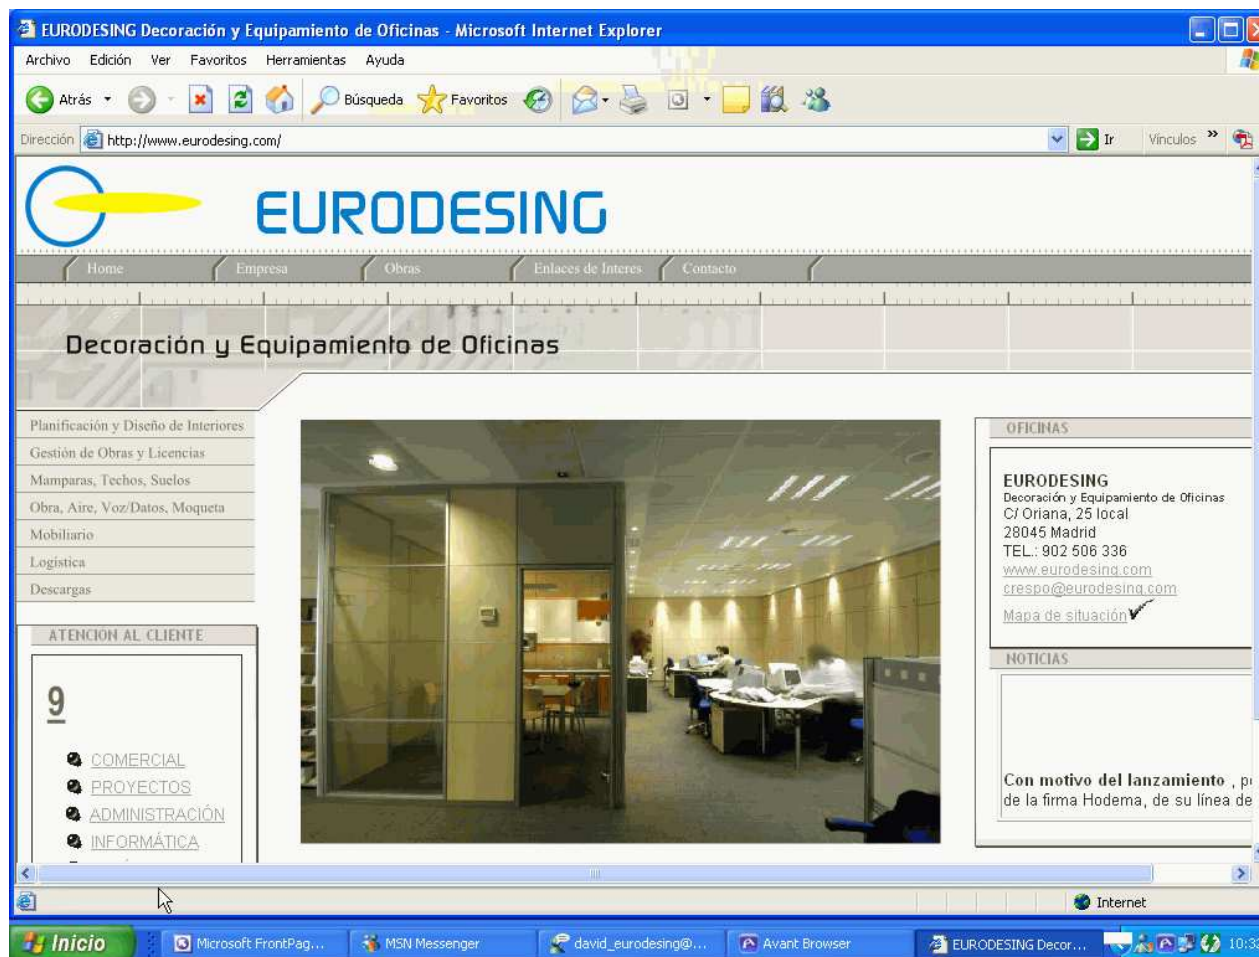 EURODESING Decoración y Equipamiento de Oficinas - Microsoft Internet Explorer
Archivo Edición Ver Favoritos Herramientas Ayuda
Atrás Búsqueda Favoritos
Dirección http://www.eurodesing.com/ Ir Vínculos »
EURODESING
Home Empresa Obras Enlaces de Interes Contacto
Decoración y Equipamiento de Oficinas
Planificación y Diseño de Interiores
Gestión de Obras y Licencias
Mamparas, Techos, Suelos
Obra, Aire, Voz/Datos, Moqueta
Mobiliario
Logística
Descargas
ATENCIÓN AL CLIENTE
9
COMERCIAL
PROYECTOS
ADMINISTRACIÓN
INFORMÁTICA
OFICINAS
EURODESING
Decoración y Equipamiento de Oficinas
C/ Oriana, 25 local
28045 Madrid
TEL.: 902 506 336
www.eurodesing.com
crespo@eurodesing.com
Mapa de situación
NOTICIAS
Con motivo del lanzamiento ,
de la firma Hodema, de su línea de
Internet
Inicio Microsoft FrontPag... MSN Messenger david_eurodesing@... Avant Browser EURODESING Decor...